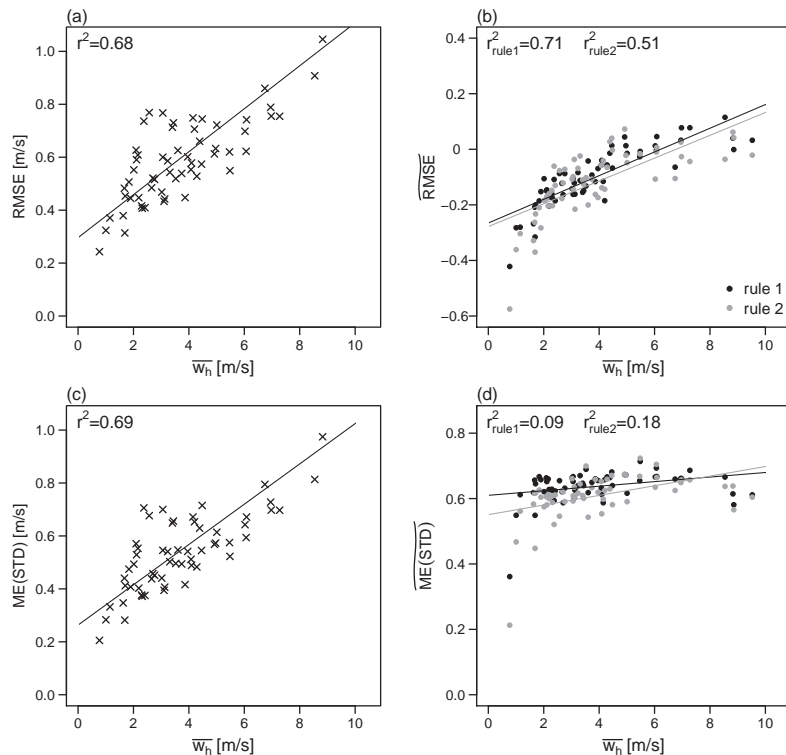 (a)
r²=0.68
RMSE [m/s]
1.0
0.8
0.6
0.4
0.2
0.0
0 2 4 6 8 10
w_h [m/s]
(b)
r²rule1=0.71 r²rule2=0.51
RMSE
0.4
0.2
0
−0.2
−0.4
−0.6
rule 1
rule 2
0 2 4 6 8 10
w_h [m/s]
(c)
r²=0.69
ME(STD) [m/s]
1.0
0.8
0.6
0.4
0.2
0.0
0 2 4 6 8 10
w_h [m/s]
(d)
r²rule1=0.09 r²rule2=0.18
ME(STD)
0.8
0.6
0.4
0.2
0.0
0 2 4 6 8 10
w_h [m/s]